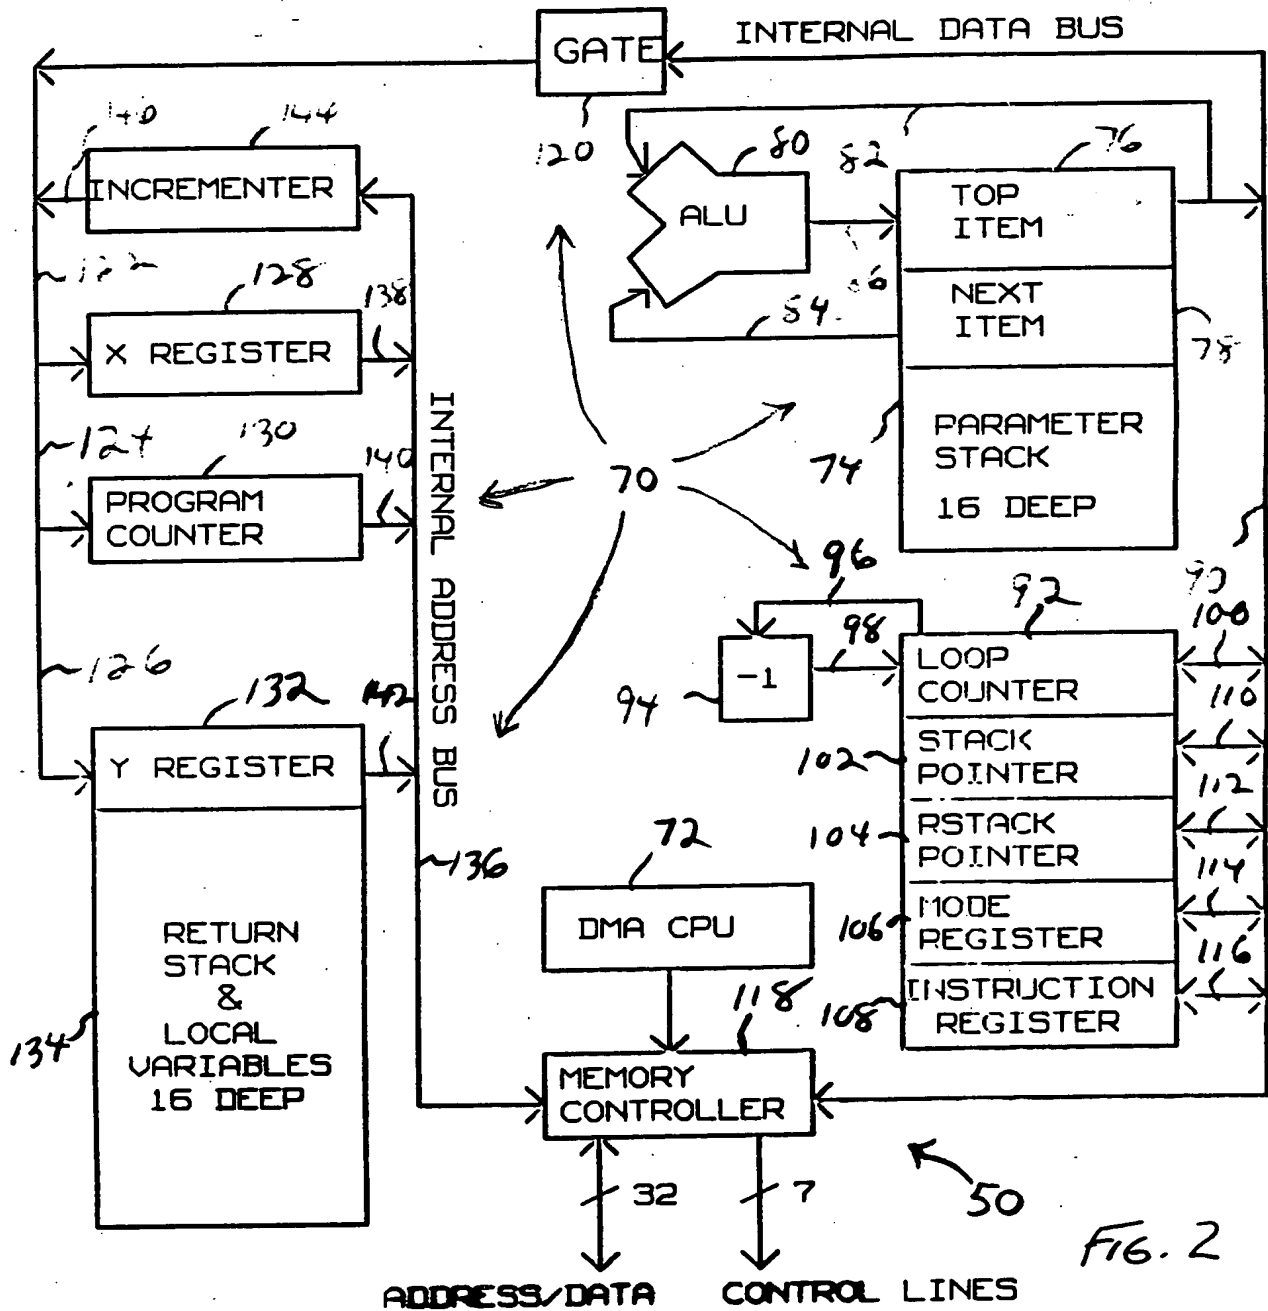 INTERNAL DATA BUS
GATE
120
140
144
INCREMENTER
80
82
76
ALU
TOP
ITEM
86
NEXT
ITEM
84
78
122
128
138
X REGISTER
124
130
140
PROGRAM
COUNTER
INTERNAL ADDRESS BUS
70
74
PARAMETER
STACK
16 DEEP
90
96
98
92
100
-1
94
LOOP
COUNTER
110
102
STACK
POINTER
112
104
RSTACK
POINTER
114
106
MODE
REGISTER
116
108
INSTRUCTION
REGISTER
126
132
142
Y REGISTER
136
134
RETURN
STACK
&
LOCAL
VARIABLES
16 DEEP
72
DMA CPU
118
MEMORY
CONTROLLER
32
7
50
FIG. 2
ADDRESS/DATA
CONTROL LINES